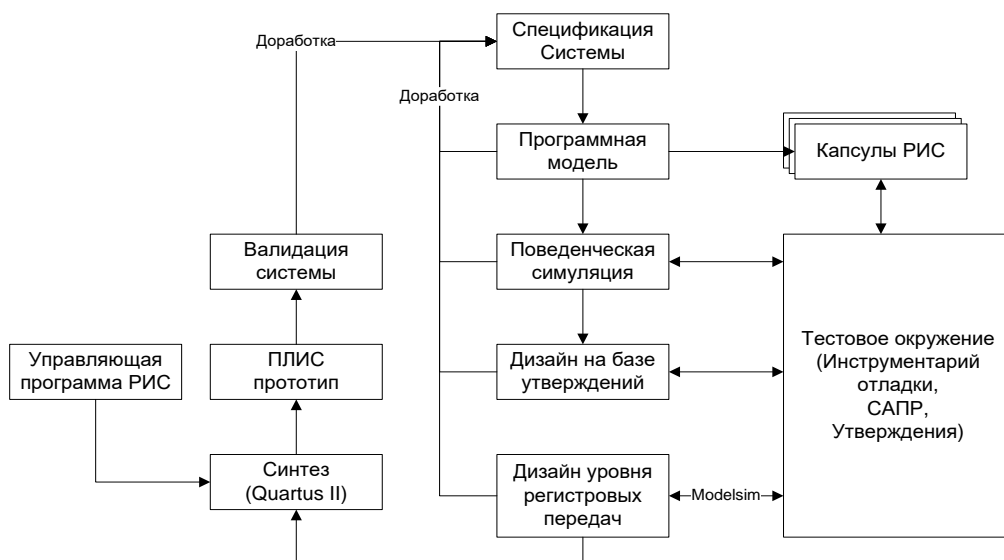 Доработка
Спецификация
Системы
Доработка
Программная
модель
Капсулы РИС
Валидация
системы
Поведенческая
симуляция
Управляющая
программа РИС
ПЛИС
прототип
Дизайн на базе
утверждений
Тестовое окружение
(Инструментарий
отладки,
САПР,
Утверждения)
Синтез
(Quartus II)
Дизайн уровня
регистровых
передач
Modelsim